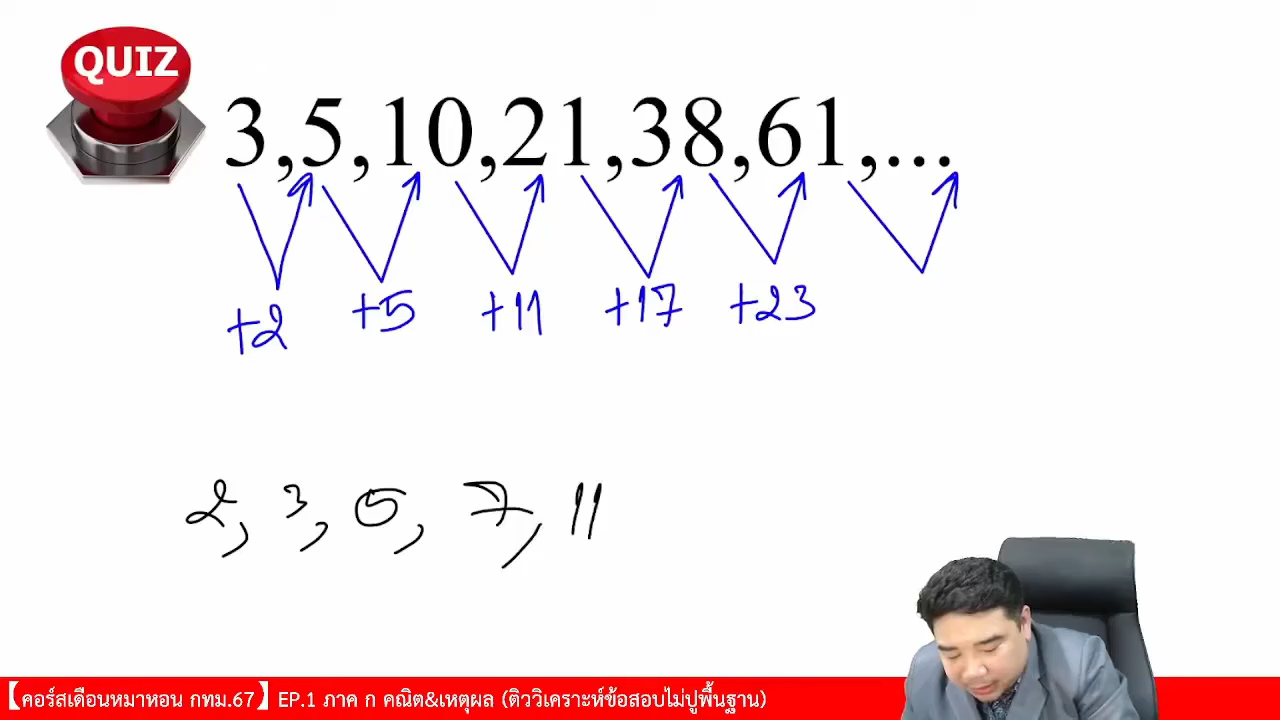 QUIZ
3,5,10,21,38,61,...
+2 +5 +11 +17 +23
2, 3, 5, 7, 11
【คอร์สเดือนหมาหอน กทม.67】 EP.1 ภาค ก คณิต&เหตุผล (ติววิเคราะห์ข้อสอบไม่ปูพื้นฐาน)